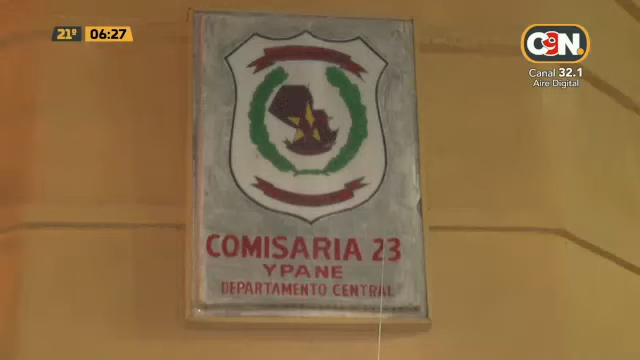 21º 06:27
C9N
Canal 32.1
Aire Digital
COMISARIA 23
YPANE
DEPARTAMENTO CENTRAL